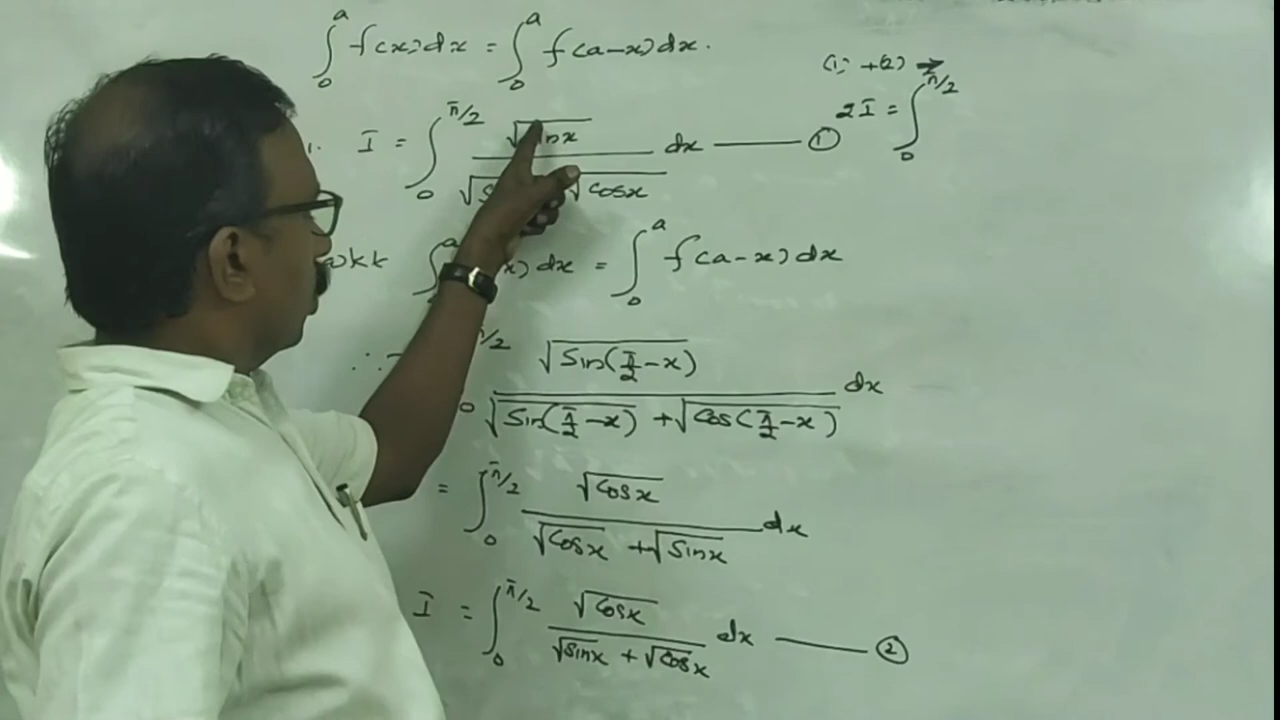 ∫₀ᵃ f(x)dx = ∫₀ᵃ f(a-x)dx.
(1) + (2) →
2I = ∫₀^π/2
1. I = ∫₀^π/2 √sinx / √S √cosx dx —— ①
wkt ∫₀ᵃ x) dx = ∫₀ᵃ f(a-x)dx
∴ π/2 0 √Sin(π/2-x) / √Sin(π/2-x) + √Cos(π/2-x) dx
= ∫₀^π/2 √Cosx / √Cosx + √Sinx dx
I = ∫₀^π/2 √Cosx / √Sinx + √Cosx dx —— ②